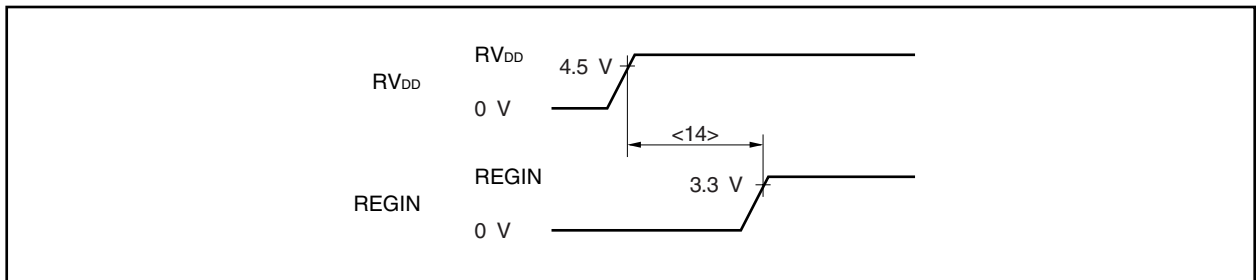 RVDD
RVDD
4.5 V
0 V
<14>
REGIN
REGIN
3.3 V
0 V